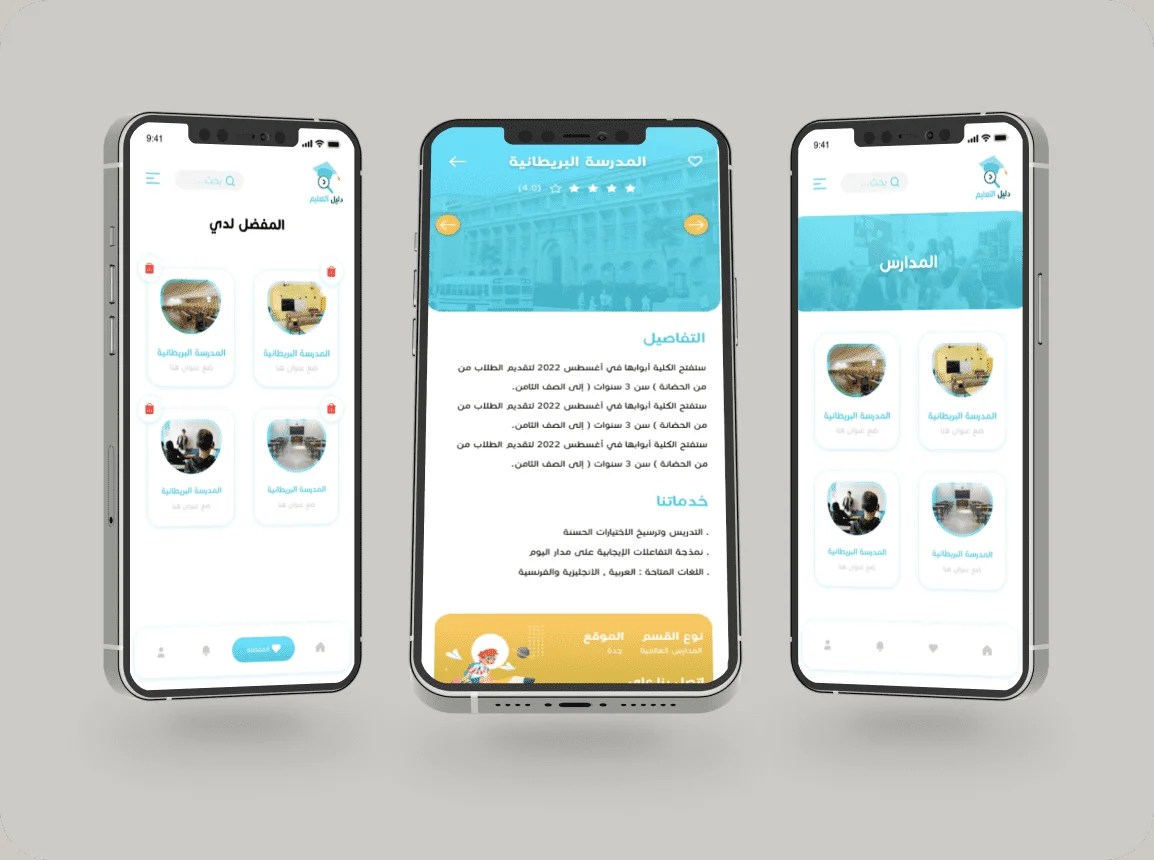 9:41
بحث...
دليل التعليم
المفضل لدي
المدرسة البريطانية
ضع عنوان هنا
المدرسة البريطانية
ضع عنوان هنا
المدرسة البريطانية
ضع عنوان هنا
المدرسة البريطانية
ضع عنوان هنا
المفضلة
المدرسة البريطانية
(4.0)
التفاصيل
ستفتح الكلية أبوابها في أغسطس 2022 لتقديم الطلاب من
من الحضانة ) سن 3 سنوات ( إلى الصف الثامن.
ستفتح الكلية أبوابها في أغسطس 2022 لتقديم الطلاب من
من الحضانة ) سن 3 سنوات ( إلى الصف الثامن.
ستفتح الكلية أبوابها في أغسطس 2022 لتقديم الطلاب من
من الحضانة ) سن 3 سنوات ( إلى الصف الثامن.
خدماتنا
. التدريس وترسيخ الاختيارات الحسنة
. نمذجة التفاعلات الإيجابية على مدار اليوم
. اللغات المتاحة : العربية , الانجليزية والفرنسية
نوع القسم الموقع
المدارس العالمية جدة
اتصل بنا على
9:41
بحث...
دليل التعليم
المدارس
المدرسة البريطانية
ضع عنوان هنا
المدرسة البريطانية
ضع عنوان هنا
المدرسة البريطانية
ضع عنوان هنا
المدرسة البريطانية
ضع عنوان هنا